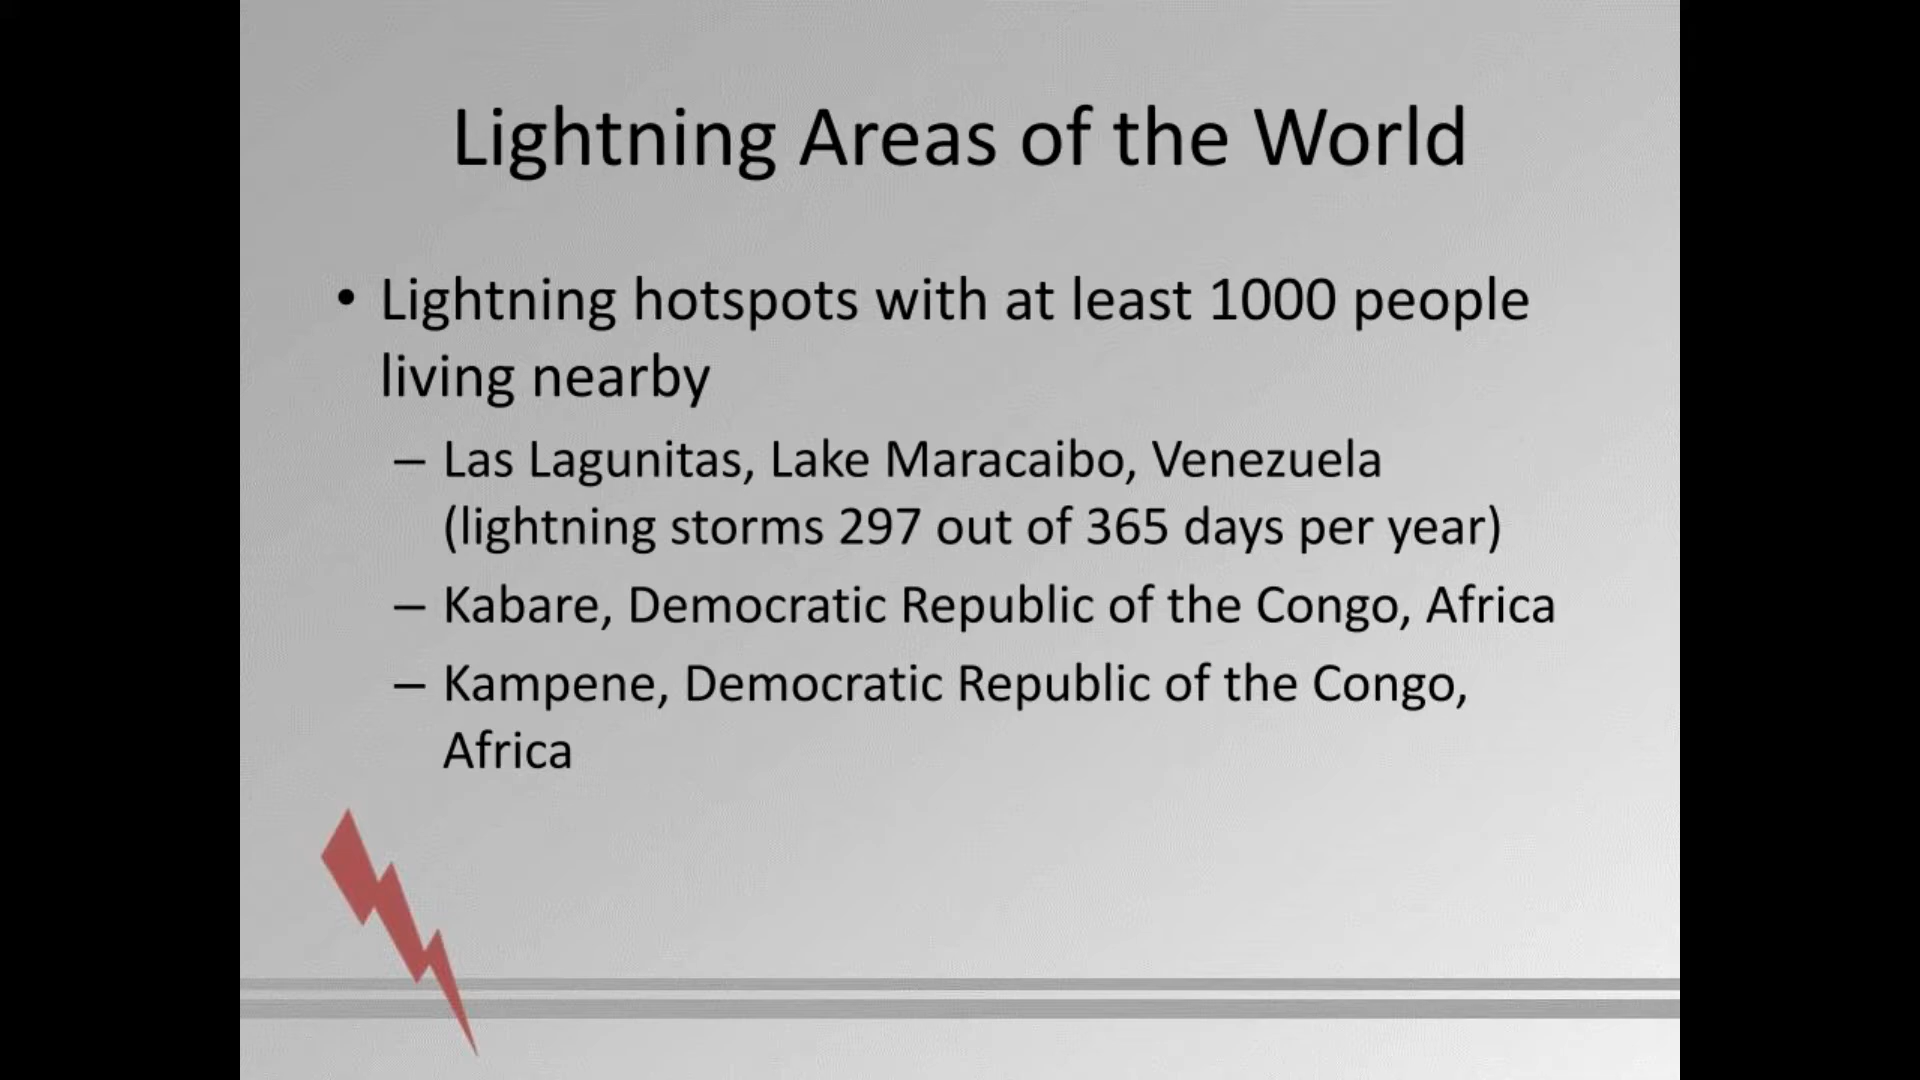 Lightning Areas of the World
• Lightning hotspots with at least 1000 people
living nearby
– Las Lagunitas, Lake Maracaibo, Venezuela
(lightning storms 297 out of 365 days per year)
– Kabare, Democratic Republic of the Congo, Africa
– Kampene, Democratic Republic of the Congo,
Africa